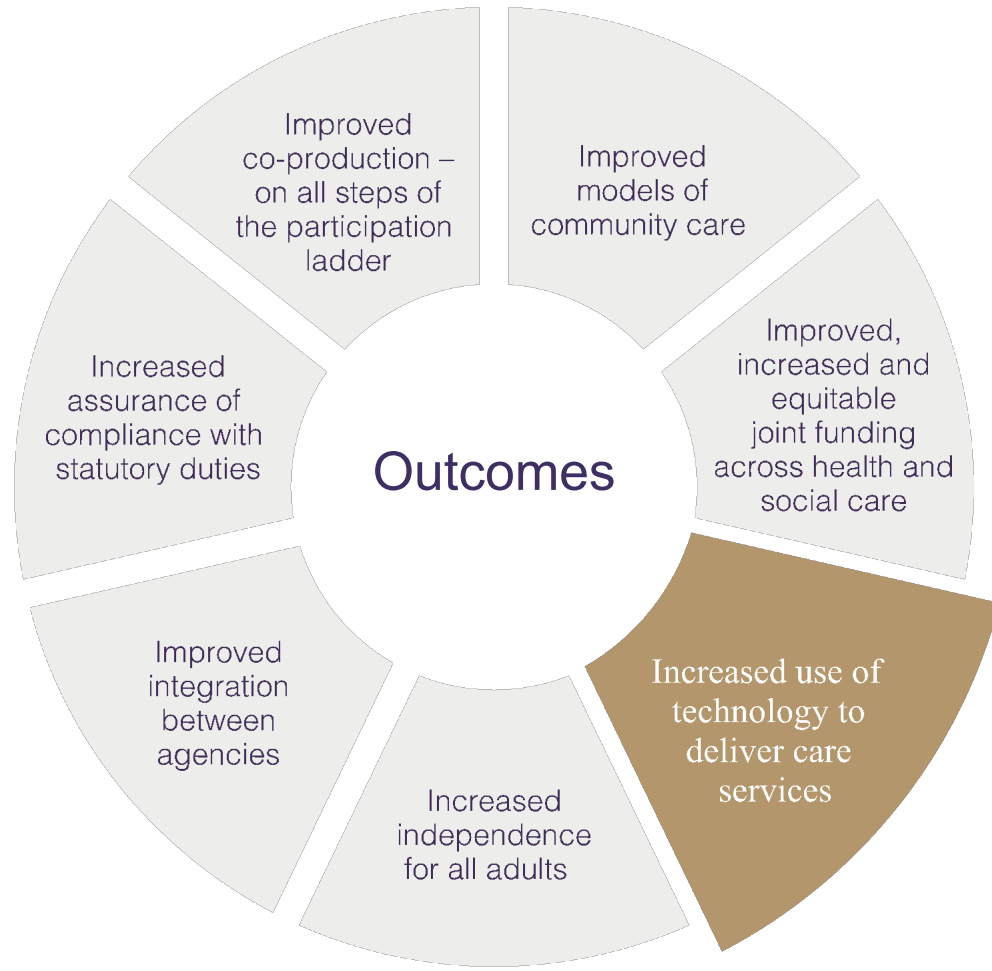 Improved
co-production –
on all steps of
the participation
ladder
Improved
models of
community care
Improved,
increased and
equitable
joint funding
across health and
social care
Increased use of
technology to
deliver care
services
Increased
independence
for all adults
Improved
integration
between
agencies
Increased
assurance of
compliance with
statutory duties
Outcomes